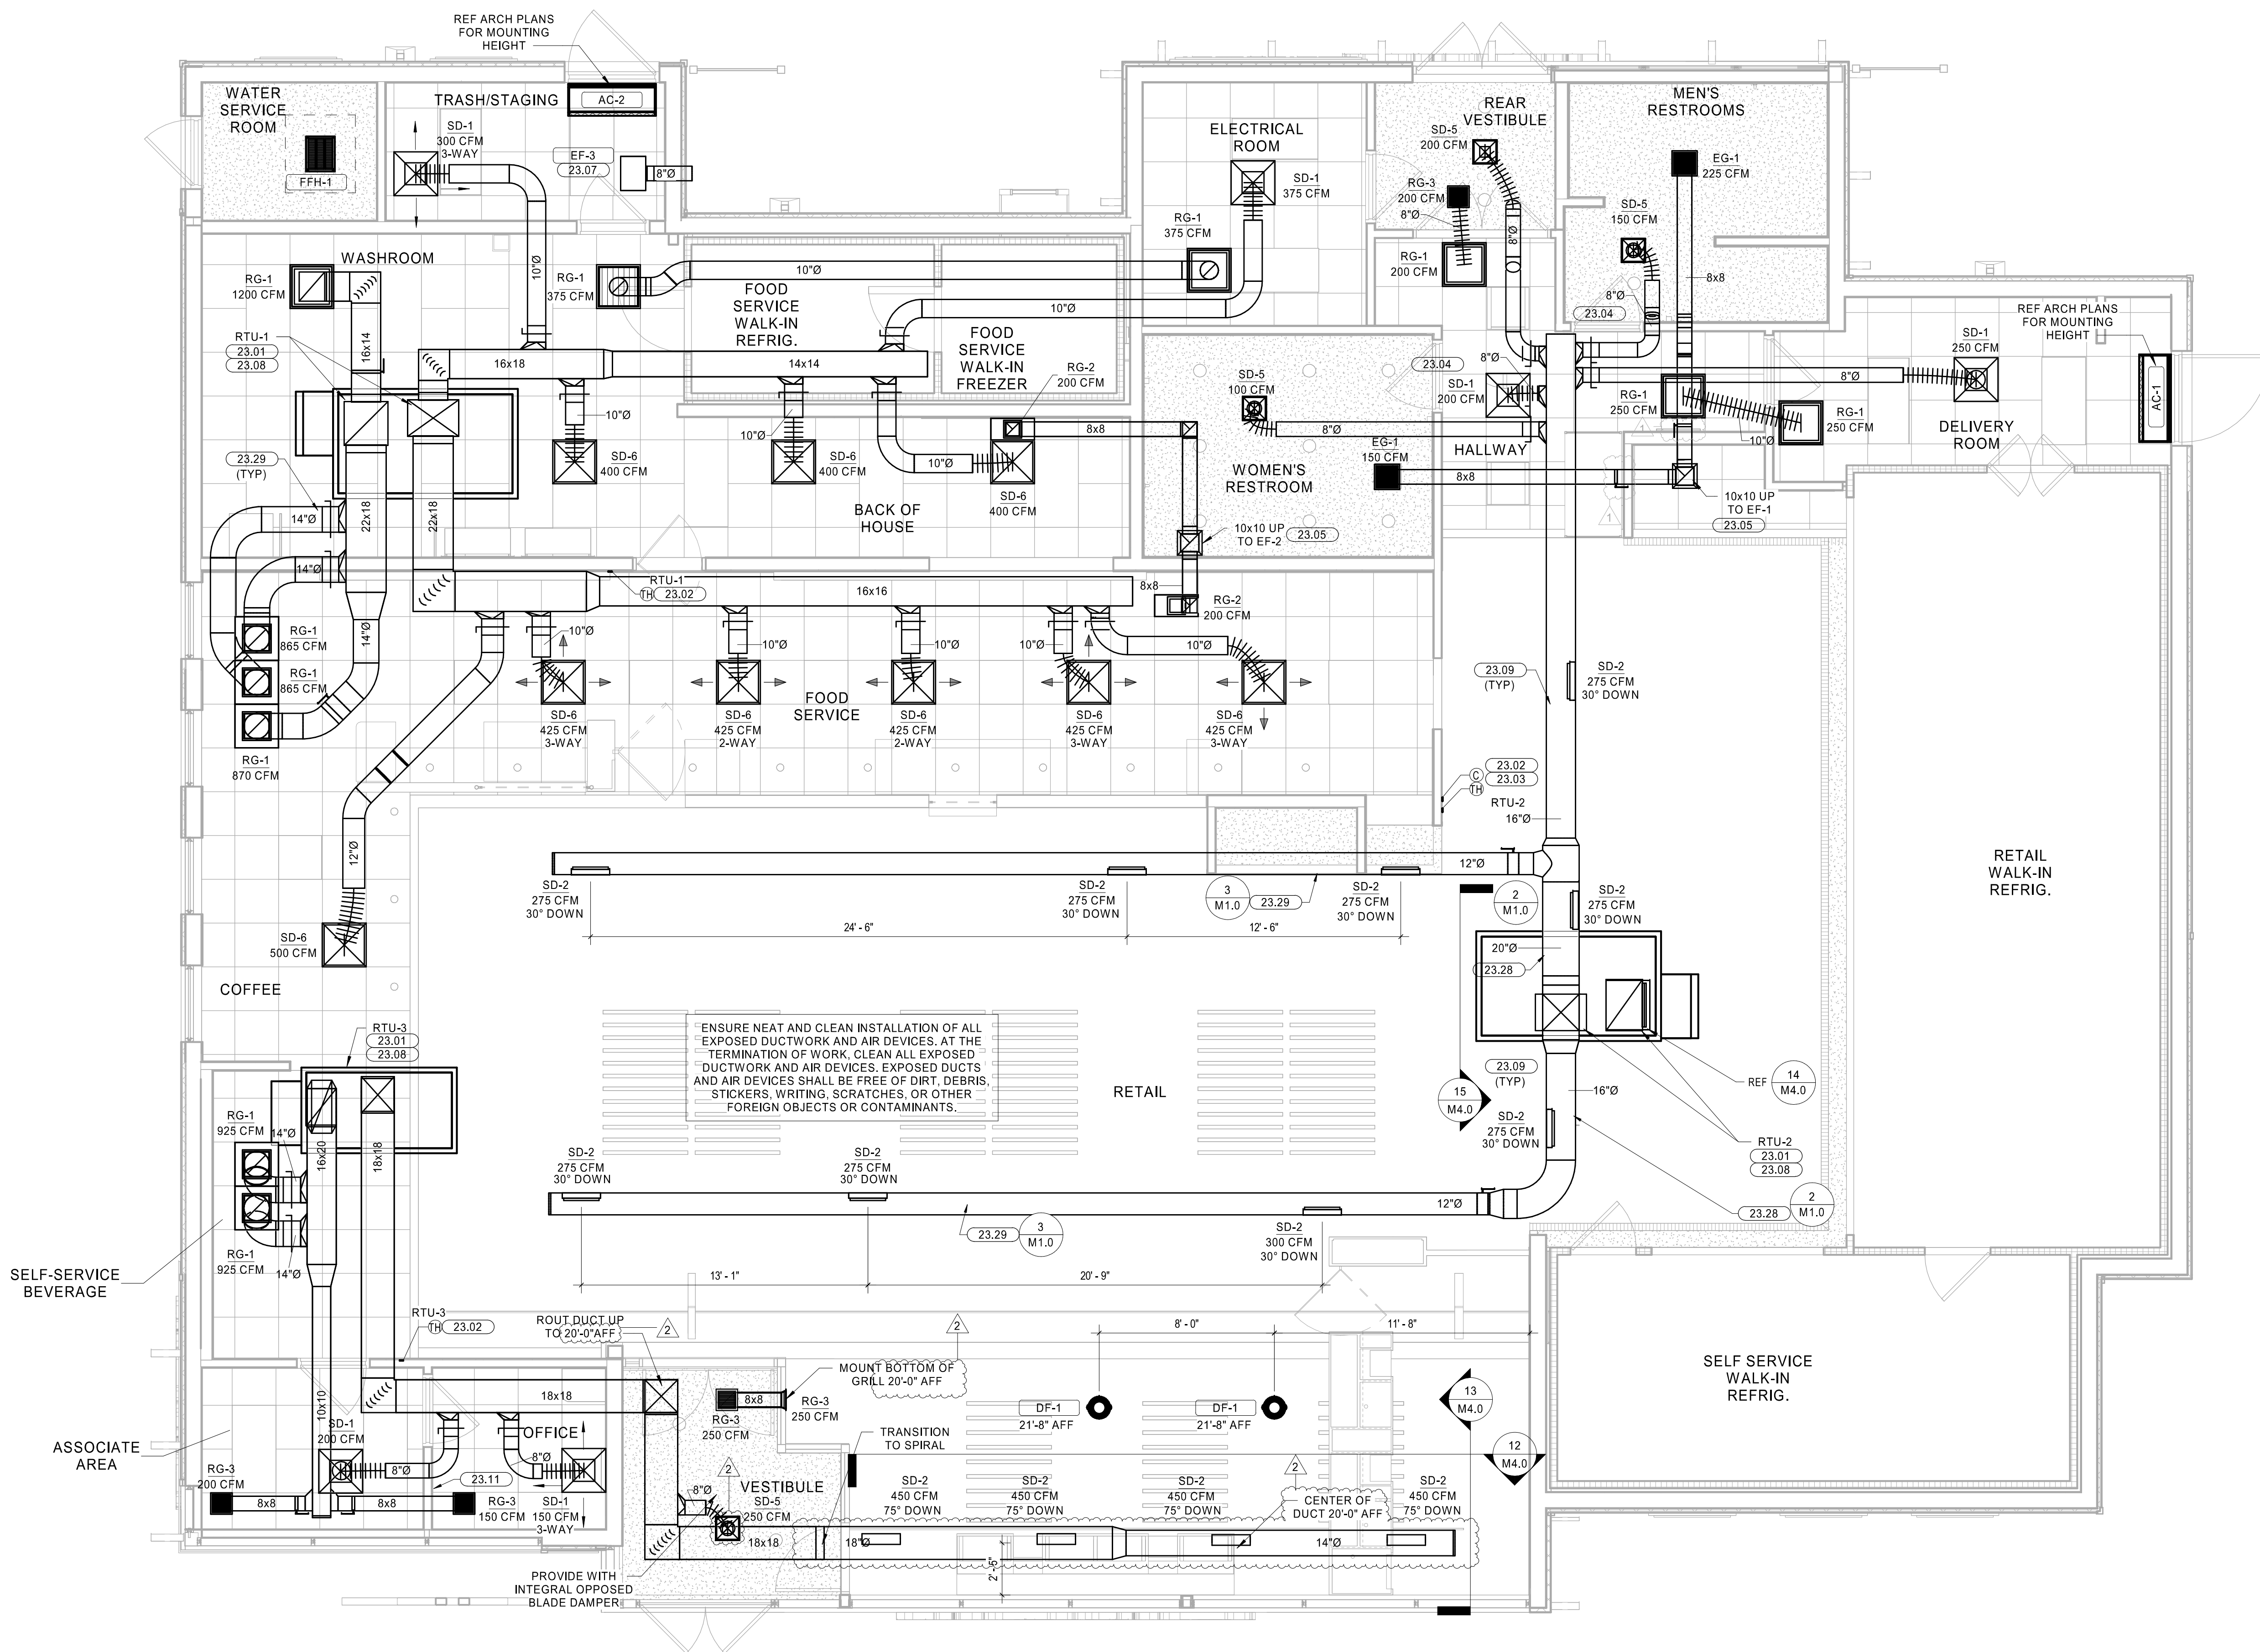 REF ARCH PLANS
FOR MOUNTING
HEIGHT
WATER
SERVICE
ROOM
FFH-1
TRASH/STAGING
AC-2
SD-1
300 CFM
3-WAY
EF-3
23.07
8"Ø
10"Ø
ELECTRICAL
ROOM
SD-1
375 CFM
RG-1
375 CFM
REAR
VESTIBULE
SD-5
200 CFM
RG-3
200 CFM
8"Ø
RG-1
200 CFM
8"Ø
MEN'S
RESTROOMS
EG-1
225 CFM
SD-5
150 CFM
8x8
8"Ø
23.04
REF ARCH PLANS
FOR MOUNTING
HEIGHT
SD-1
250 CFM
AC-1
8"Ø
RG-1
250 CFM
RG-1
250 CFM
10"Ø
DELIVERY
ROOM
1
1
WASHROOM
RG-1
1200 CFM
16x14
RTU-1
23.01
23.08
RG-1
375 CFM
10"Ø
FOOD
SERVICE
WALK-IN
REFRIG.
10"Ø
FOOD
SERVICE
WALK-IN
FREEZER
16x18
14x14
RG-2
200 CFM
10"Ø
SD-6
400 CFM
10"Ø
SD-6
400 CFM
10"Ø
SD-6
400 CFM
8x8
BACK OF
HOUSE
SD-5
100 CFM
8"Ø
WOMEN'S
RESTROOM
23.04
8"Ø
SD-1
200 CFM
HALLWAY
EG-1
150 CFM
8x8
10x10 UP
TO EF-1
23.05
10x10 UP
TO EF-2
23.05
23.29
(TYP)
14"Ø
14"Ø
22x18
22x18
14"Ø
RTU-1
TH
23.02
16x16
8x8
RG-2
200 CFM
RG-1
865 CFM
RG-1
865 CFM
RG-1
870 CFM
10"Ø
10"Ø
10"Ø
10"Ø
10"Ø
FOOD
SERVICE
SD-6
425 CFM
3-WAY
SD-6
425 CFM
2-WAY
SD-6
425 CFM
2-WAY
SD-6
425 CFM
3-WAY
SD-6
425 CFM
3-WAY
23.09
(TYP)
SD-2
275 CFM
30° DOWN
C
TH
23.02
23.03
RTU-2
16"Ø
12"Ø
SD-6
500 CFM
COFFEE
12"Ø
SD-2
275 CFM
30° DOWN
SD-2
275 CFM
30° DOWN
3
M1.0
23.29
SD-2
275 CFM
30° DOWN
2
M1.0
SD-2
275 CFM
30° DOWN
24' - 6"
12' - 6"
20"Ø
23.28
RETAIL
WALK-IN
REFRIG.
RTU-3
23.01
23.08
ENSURE NEAT AND CLEAN INSTALLATION OF ALL
EXPOSED DUCTWORK AND AIR DEVICES. AT THE
TERMINATION OF WORK, CLEAN ALL EXPOSED
DUCTWORK AND AIR DEVICES. EXPOSED DUCTS
AND AIR DEVICES SHALL BE FREE OF DIRT, DEBRIS,
STICKERS, WRITING, SCRATCHES, OR OTHER
FOREIGN OBJECTS OR CONTAMINANTS.
RETAIL
23.09
(TYP)
15
M4.0
16"Ø
REF
14
M4.0
SD-2
275 CFM
30° DOWN
RTU-2
23.01
23.08
23.28
2
M1.0
RG-1
925 CFM
14"Ø
16x20
18x18
RG-1
925 CFM
14"Ø
SELF-SERVICE
BEVERAGE
SD-2
275 CFM
30° DOWN
SD-2
275 CFM
30° DOWN
12"Ø
23.29
3
M1.0
SD-2
300 CFM
30° DOWN
13' - 1"
20' - 9"
RTU-3
TH
23.02
ROUT DUCT UP
TO 20'-0"AFF
2
2
8' - 0"
11' - 8"
MOUNT BOTTOM OF
GRILL 20'-0" AFF
8x8
RG-3
250 CFM
RG-3
250 CFM
DF-1
21'-8" AFF
DF-1
21'-8" AFF
13
M4.0
12
M4.0
SELF SERVICE
WALK-IN
REFRIG.
18x18
10x10
SD-1
200 CFM
OFFICE
8"Ø
8"Ø
23.11
ASSOCIATE
AREA
RG-3
200 CFM
8x8
8x8
RG-3
150 CFM
SD-1
150 CFM
3-WAY
TRANSITION
TO SPIRAL
2
VESTIBULE
8"Ø
SD-5
250 CFM
SD-2
450 CFM
75° DOWN
SD-2
450 CFM
75° DOWN
SD-2
450 CFM
75° DOWN
2
CENTER OF
DUCT 20'-0" AFF
SD-2
450 CFM
75° DOWN
18x18
18"Ø
14"Ø
2' - 6"
PROVIDE WITH
INTEGRAL OPPOSED
BLADE DAMPER